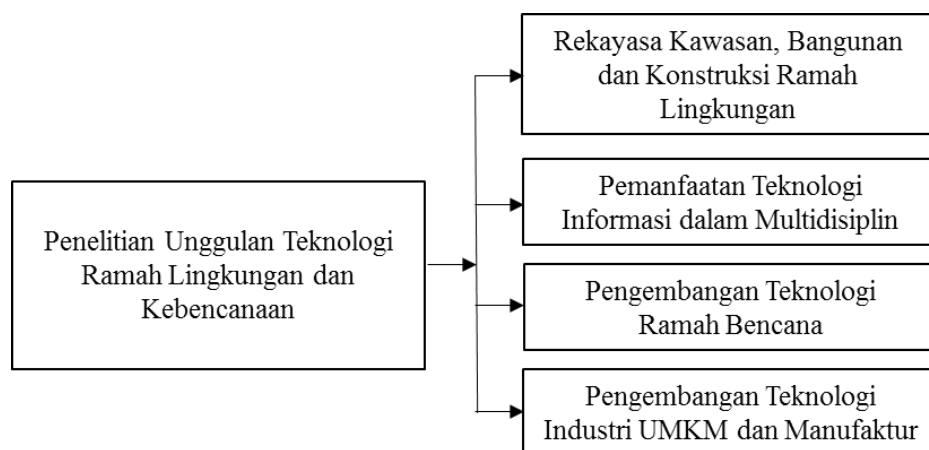 Rekayasa Kawasan, Bangunan
dan Konstruksi Ramah
Lingkungan
Pemanfaatan Teknologi
Informasi dalam Multidisiplin
Penelitian Unggulan Teknologi
Ramah Lingkungan dan
Kebencanaan
Pengembangan Teknologi
Ramah Bencana
Pengembangan Teknologi
Industri UMKM dan Manufaktur